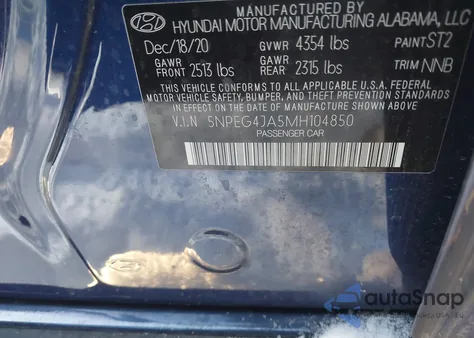 MANUFACTURED BY
HYUNDAI MOTOR MANUFACTURING ALABAMA, LLC
Dec/18/20 GVWR 4354 lbs PAINT ST2
GAWR FRONT 2513 lbs GAWR REAR 2315 lbs TRIM NNB
THIS VEHICLE CONFORMS TO ALL APPLICABLE U.S.A FEDERAL
MOTOR VEHICLE SAFETY, BUMPER, AND THEFT PREVENTION STANDARDS
IN EFFECT ON THE DATE OF MANUFACTURE SHOWN ABOVE.
V.I.N 5NPEG4JA5MH104850
PASSENGER CAR
autoSnap